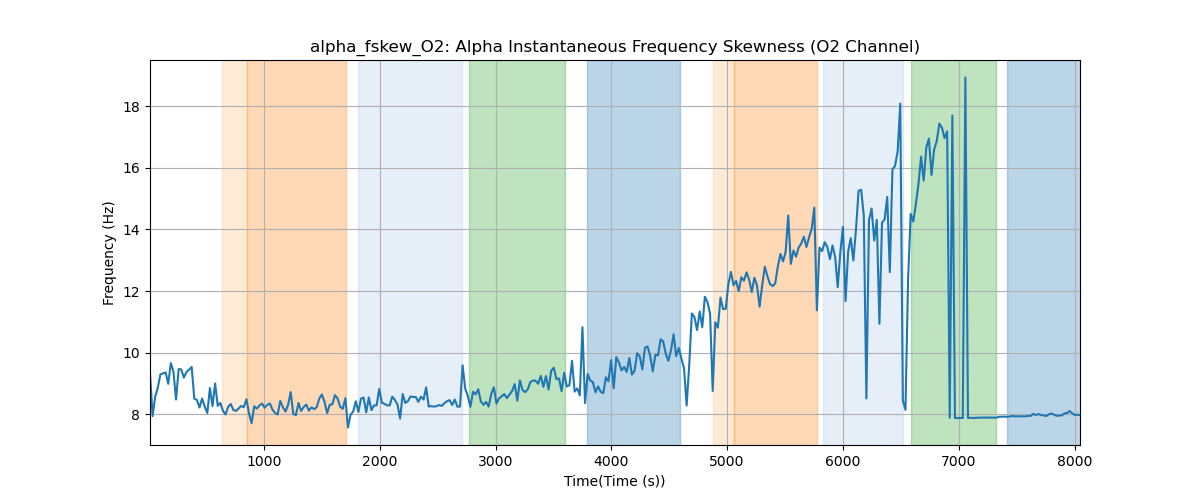 alpha_fskew_O2: Alpha Instantaneous Frequency Skewness (O2 Channel)
Frequency (Hz)
18
16
14
12
10
8
1000 2000 3000 4000 5000 6000 7000 8000
Time(Time (s))